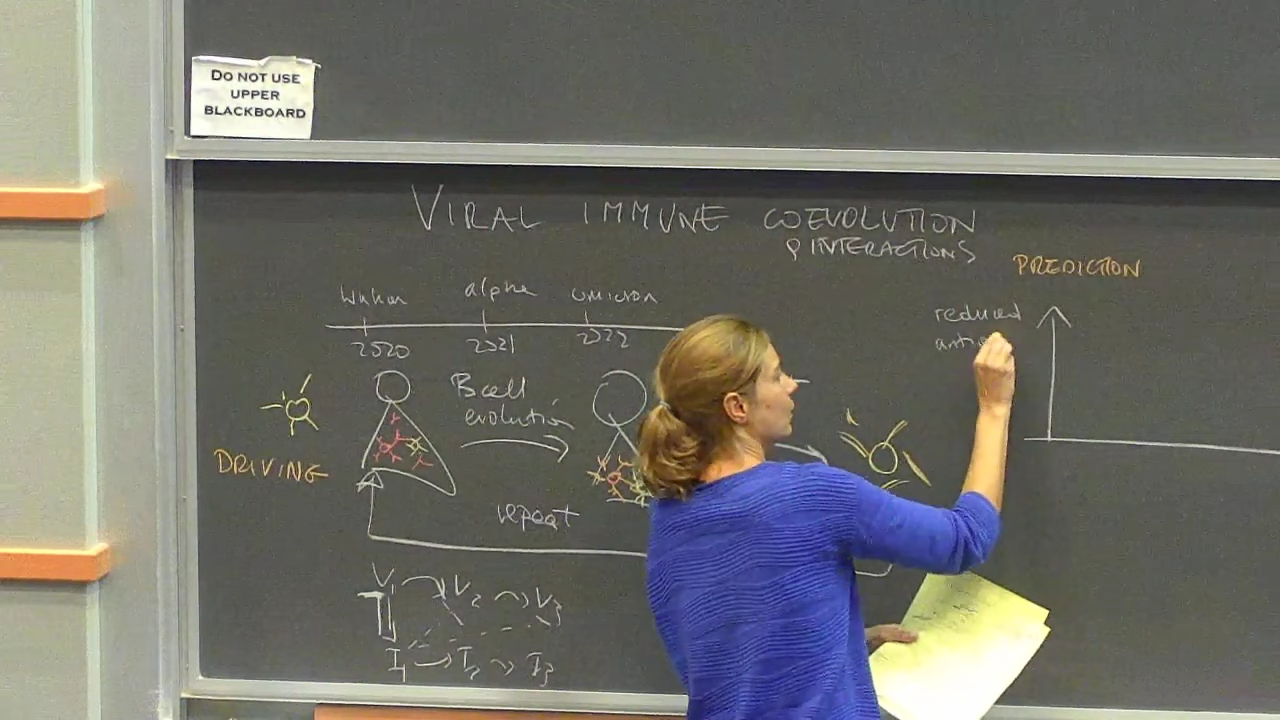 DO NOT USE
UPPER
BLACKBOARD
VIRAL IMMUNE COEVOLUTION
& INTERACTIONS
PREDICTION
Wuhan alpha omicron
2020 2021 2022
reduced
B cell
evolution
DRIVING
repeat
V1 V2 V3
I1 I2 I3